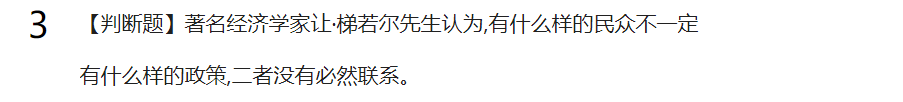 3 【判断题】著名经济学家让·梯若尔先生认为,有什么样的民众不一定
有什么样的政策,二者没有必然联系。